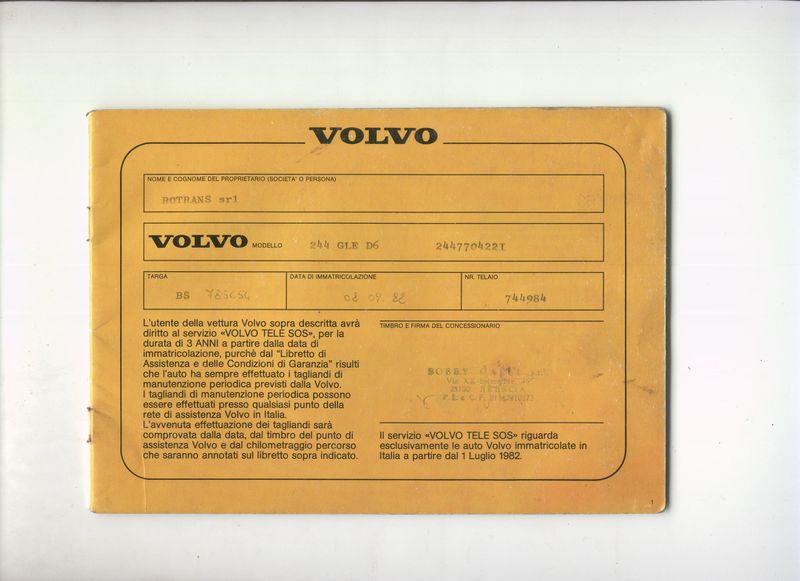 VOLVO
NOME E COGNOME DEL PROPRIETARIO (SOCIETA' O PERSONA)
ROTRANS srl
VOLVO MODELLO 244 GLE D6 244770422I
TARGA DATA DI IMMATRICOLAZIONE NR. TELAIO
BS 744984
L'utente della vettura Volvo sopra descritta avrà
diritto al servizio «VOLVO TELE SOS», per la
durata di 3 ANNI a partire dalla data di
immatricolazione, purchè dal "Libretto di
Assistenza e delle Condizioni di Garanzia" risulti
che l'auto ha sempre effettuato i tagliandi di
manutenzione periodica previsti dalla Volvo.
I tagliandi di manutenzione periodica possono
essere effettuati presso qualsiasi punto della
rete di assistenza Volvo in Italia.
L'avvenuta effettuazione dei tagliandi sarà
comprovata dalla data, dal timbro del punto di
assistenza Volvo e dal chilometraggio percorso
che saranno annotati sul libretto sopra indicato.
TIMBRO E FIRMA DEL CONCESSIONARIO
BOBBY
25100 BRESCIA
Il servizio «VOLVO TELE SOS» riguarda
esclusivamente le auto Volvo immatricolate in
Italia a partire dal 1 Luglio 1982.
1